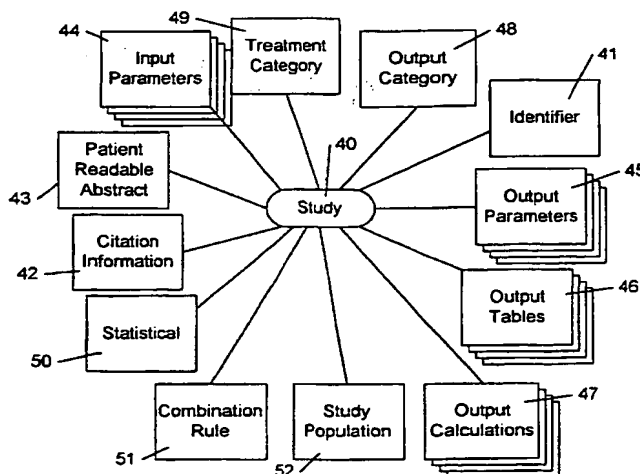 44
Input
Parameters
49
Treatment
Category
Output
Category
48
41
Identifier
Patient
Readable
Abstract
43
40
Study
45
Output
Parameters
Citation
Information
42
46
Output
Tables
Statistical
50
Combination
Rule
51
Study
Population
52
Output
Calculations
47